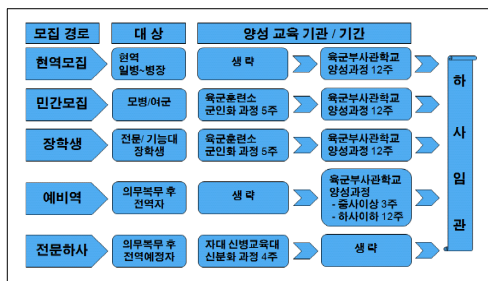 모집 경로
대 상
양성 교육 기관 / 기간
현역모집
현역
일병~병장
생 략
육군부사관학교
양성과정 12주
민간모집
모병/여군
육군훈련소
군인화 과정 5주
육군부사관학교
양성과정 12주
장학생
전문/ 기능대
장학생
육군훈련소
군인화 과정 5주
육군부사관학교
양성과정 12주
예비역
의무복무 후
전역자
생 략
육군부사관학교
양성과정
- 중사이상 3주
- 하사이하 12주
전문하사
의무복무 후
전역예정자
자대 신병교육대
신분화 과정 4주
생 략
하
사
임
관